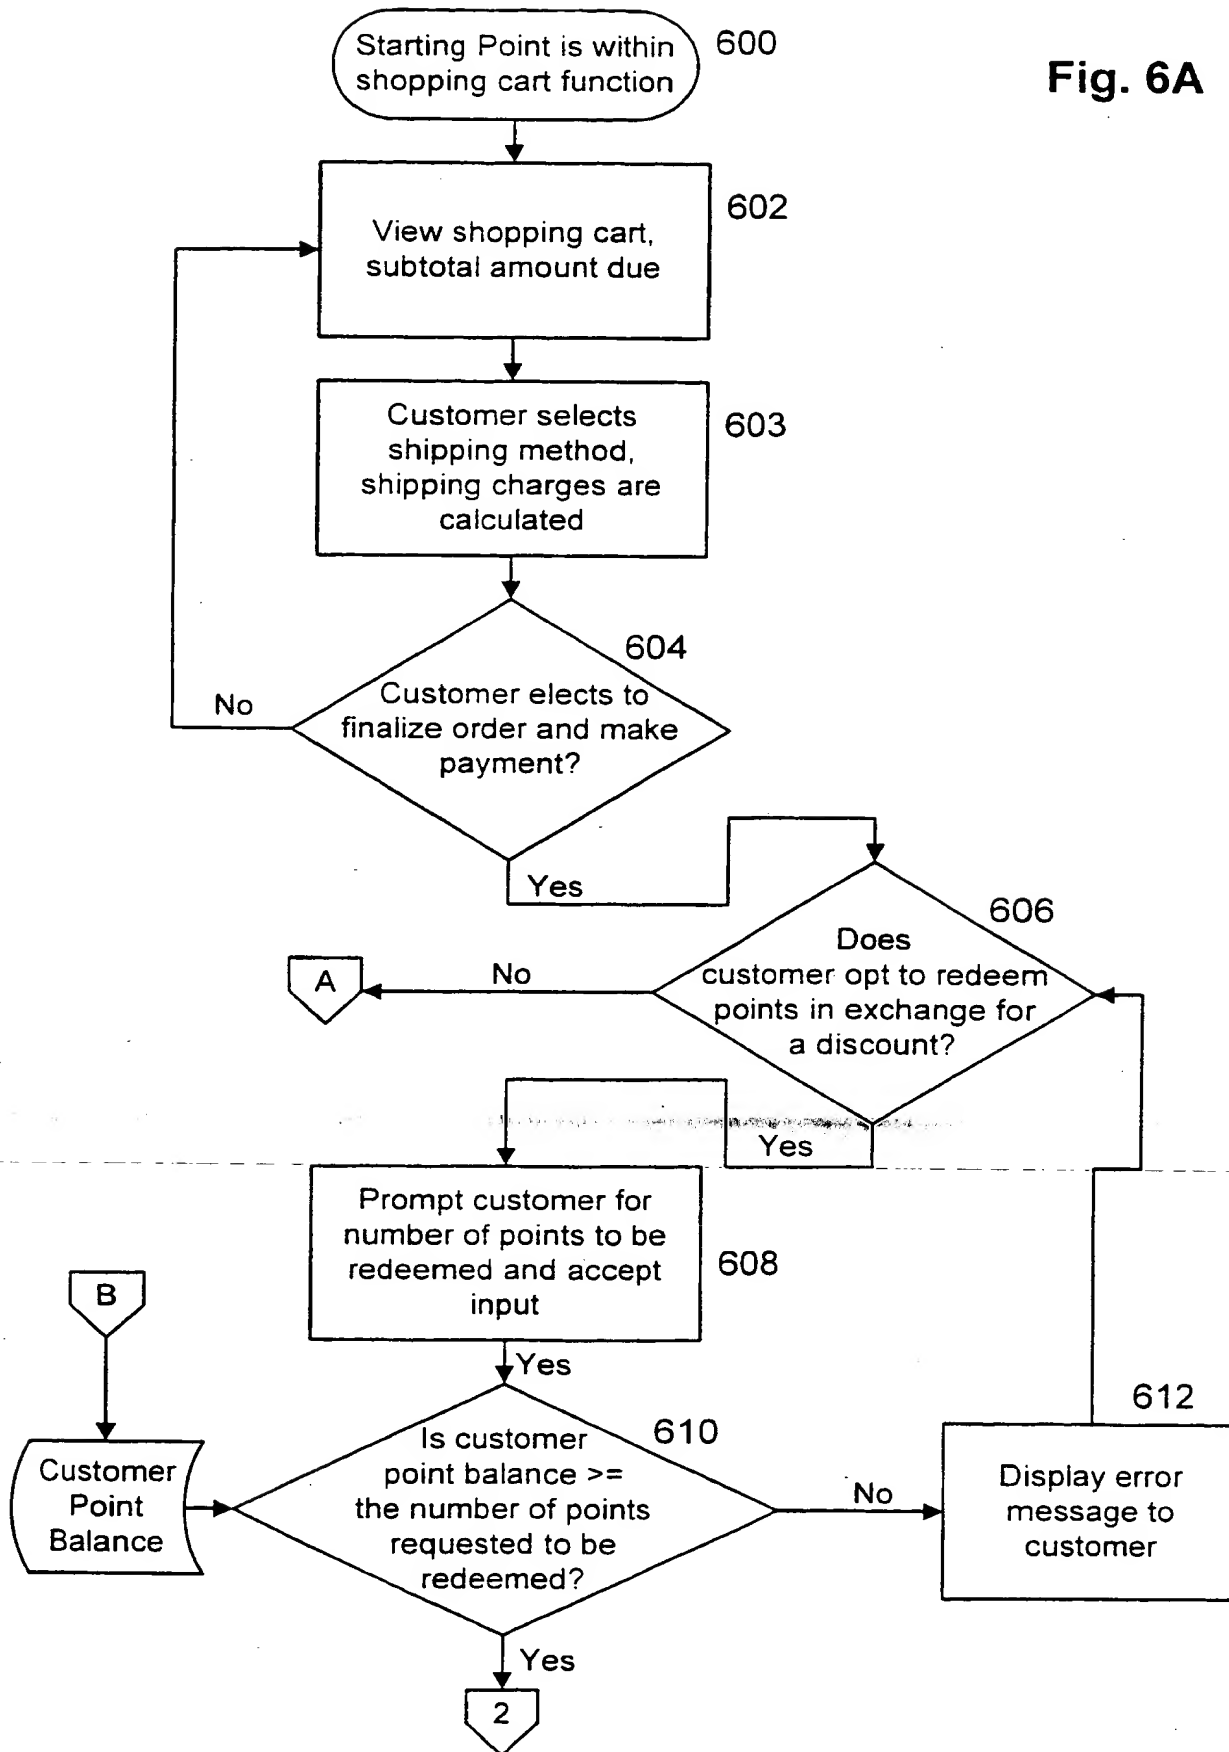 Starting Point is within
shopping cart function
600
Fig. 6A
View shopping cart,
subtotal amount due
602
Customer selects
shipping method,
shipping charges are
calculated
603
604
Customer elects to
finalize order and make
payment?
No
Yes
606
Does
customer opt to redeem
points in exchange for
a discount?
No
A
Yes
Prompt customer for
number of points to be
redeemed and accept
input
608
B
Yes
Customer
Point
Balance
610
Is customer
point balance >=
the number of points
requested to be
redeemed?
No
612
Display error
message to
customer
Yes
2